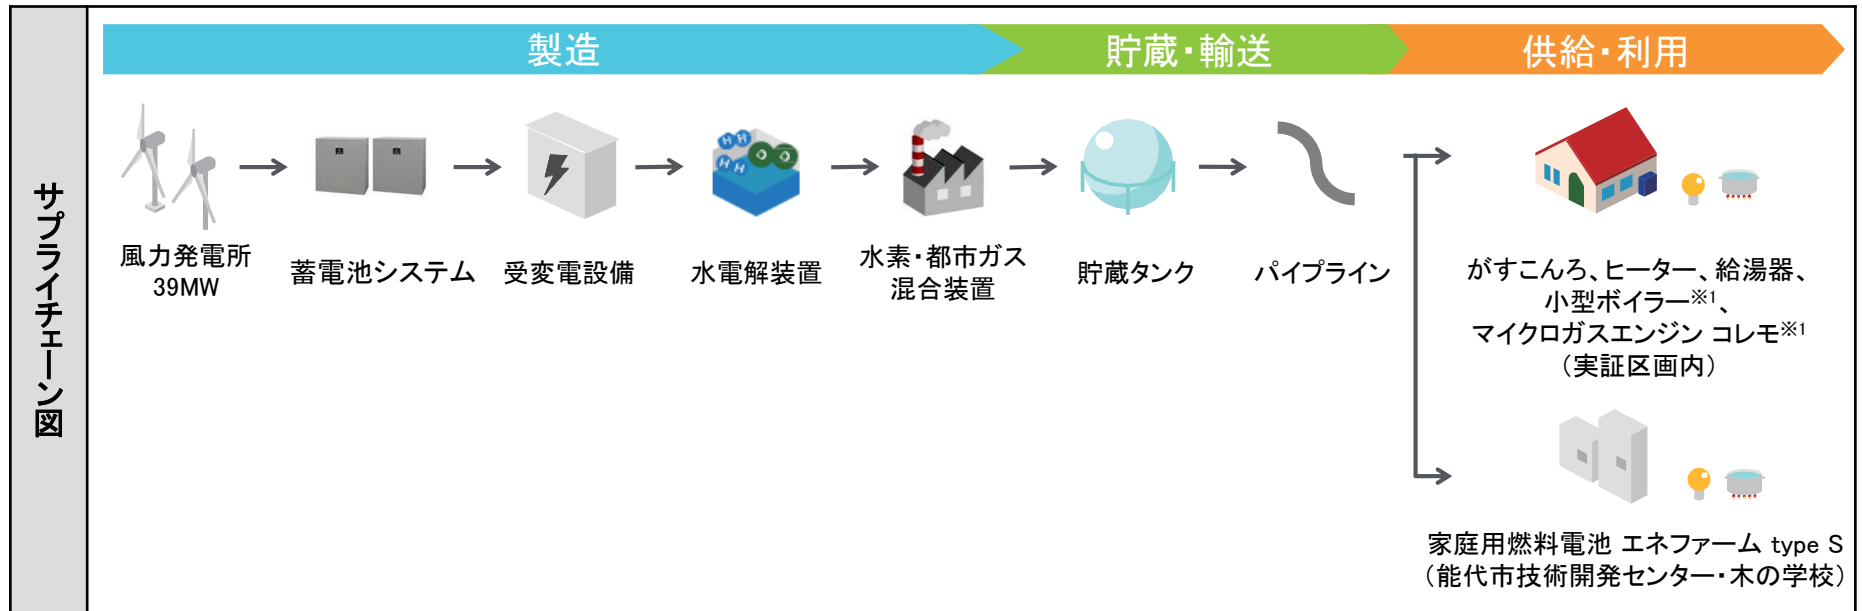 サプライチェーン図
製造
貯蔵・輸送
供給・利用
風力発電所
39MW
蓄電池システム
受変電設備
水電解装置
水素・都市ガス
混合装置
貯蔵タンク
パイプライン
がすこんろ、ヒーター、給湯器、
小型ボイラー※1、
マイクロガスエンジン コレモ※1
（実証区画内）
家庭用燃料電池 エネファーム type S
（能代市技術開発センター・木の学校）